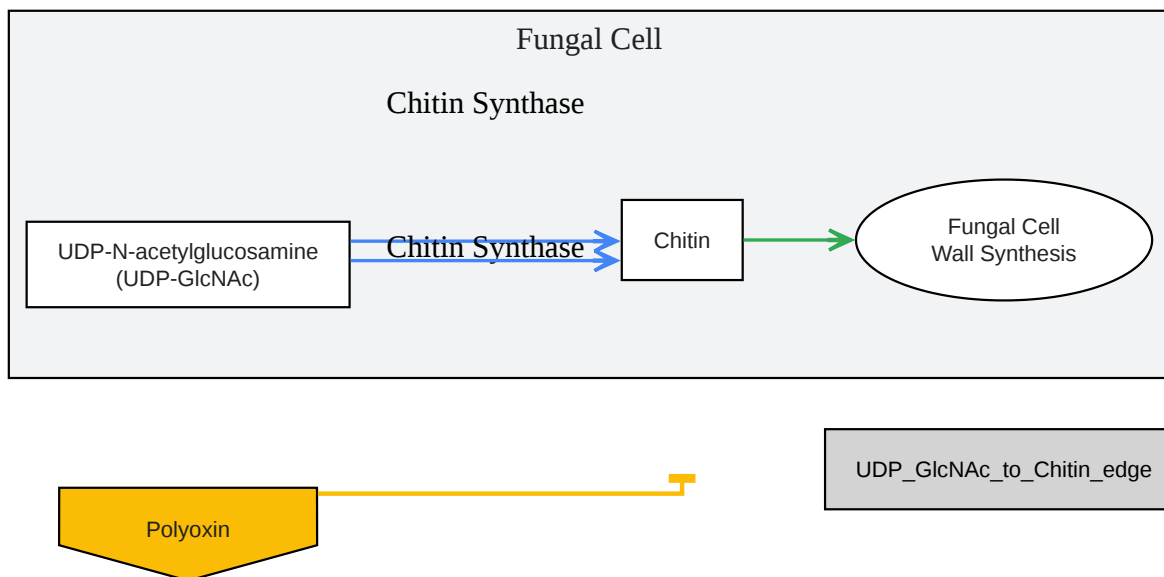 Fungal Cell
Chitin Synthase
UDP-N-acetylglucosamine
(UDP-GlcNAc)
Chitin Synthase
Chitin
Fungal Cell
Wall Synthesis
UDP_GlcNAc_to_Chitin_edge
Polyoxin